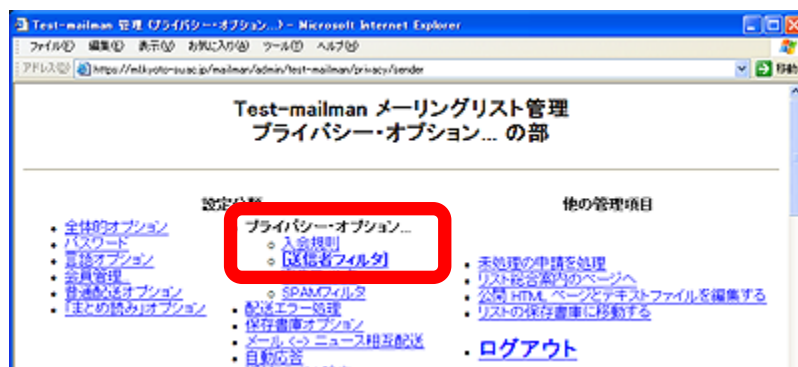 Test-mailman 管理 (プライバシー・オプション...) - Microsoft Internet Explorer
ファイル(F) 編集(E) 表示(V) お気に入り(A) ツール(T) ヘルプ(H)
アドレス(D) https://ml.kyoto-su.ac.jp/mailman/admin/test-mailman/privacy/sender 移動
Test-mailman メーリングリスト管理
プライバシー・オプション... の部
設定分類
他の管理項目
全体的オプション
パスワード
言語オプション
会員管理...
普通配送オプション
「まとめ読み」オプション
プライバシー・オプション...
入会規則
[送信者フィルタ]
SPAMフィルタ
配送エラー処理
保存書庫オプション
メール <-> ニュース相互配送
自動応答
未処理の申請を処理
リスト総合案内のページへ
公開 HTML ページとテキストファイルを編集する
リストの保存書庫に移動する
ログアウト